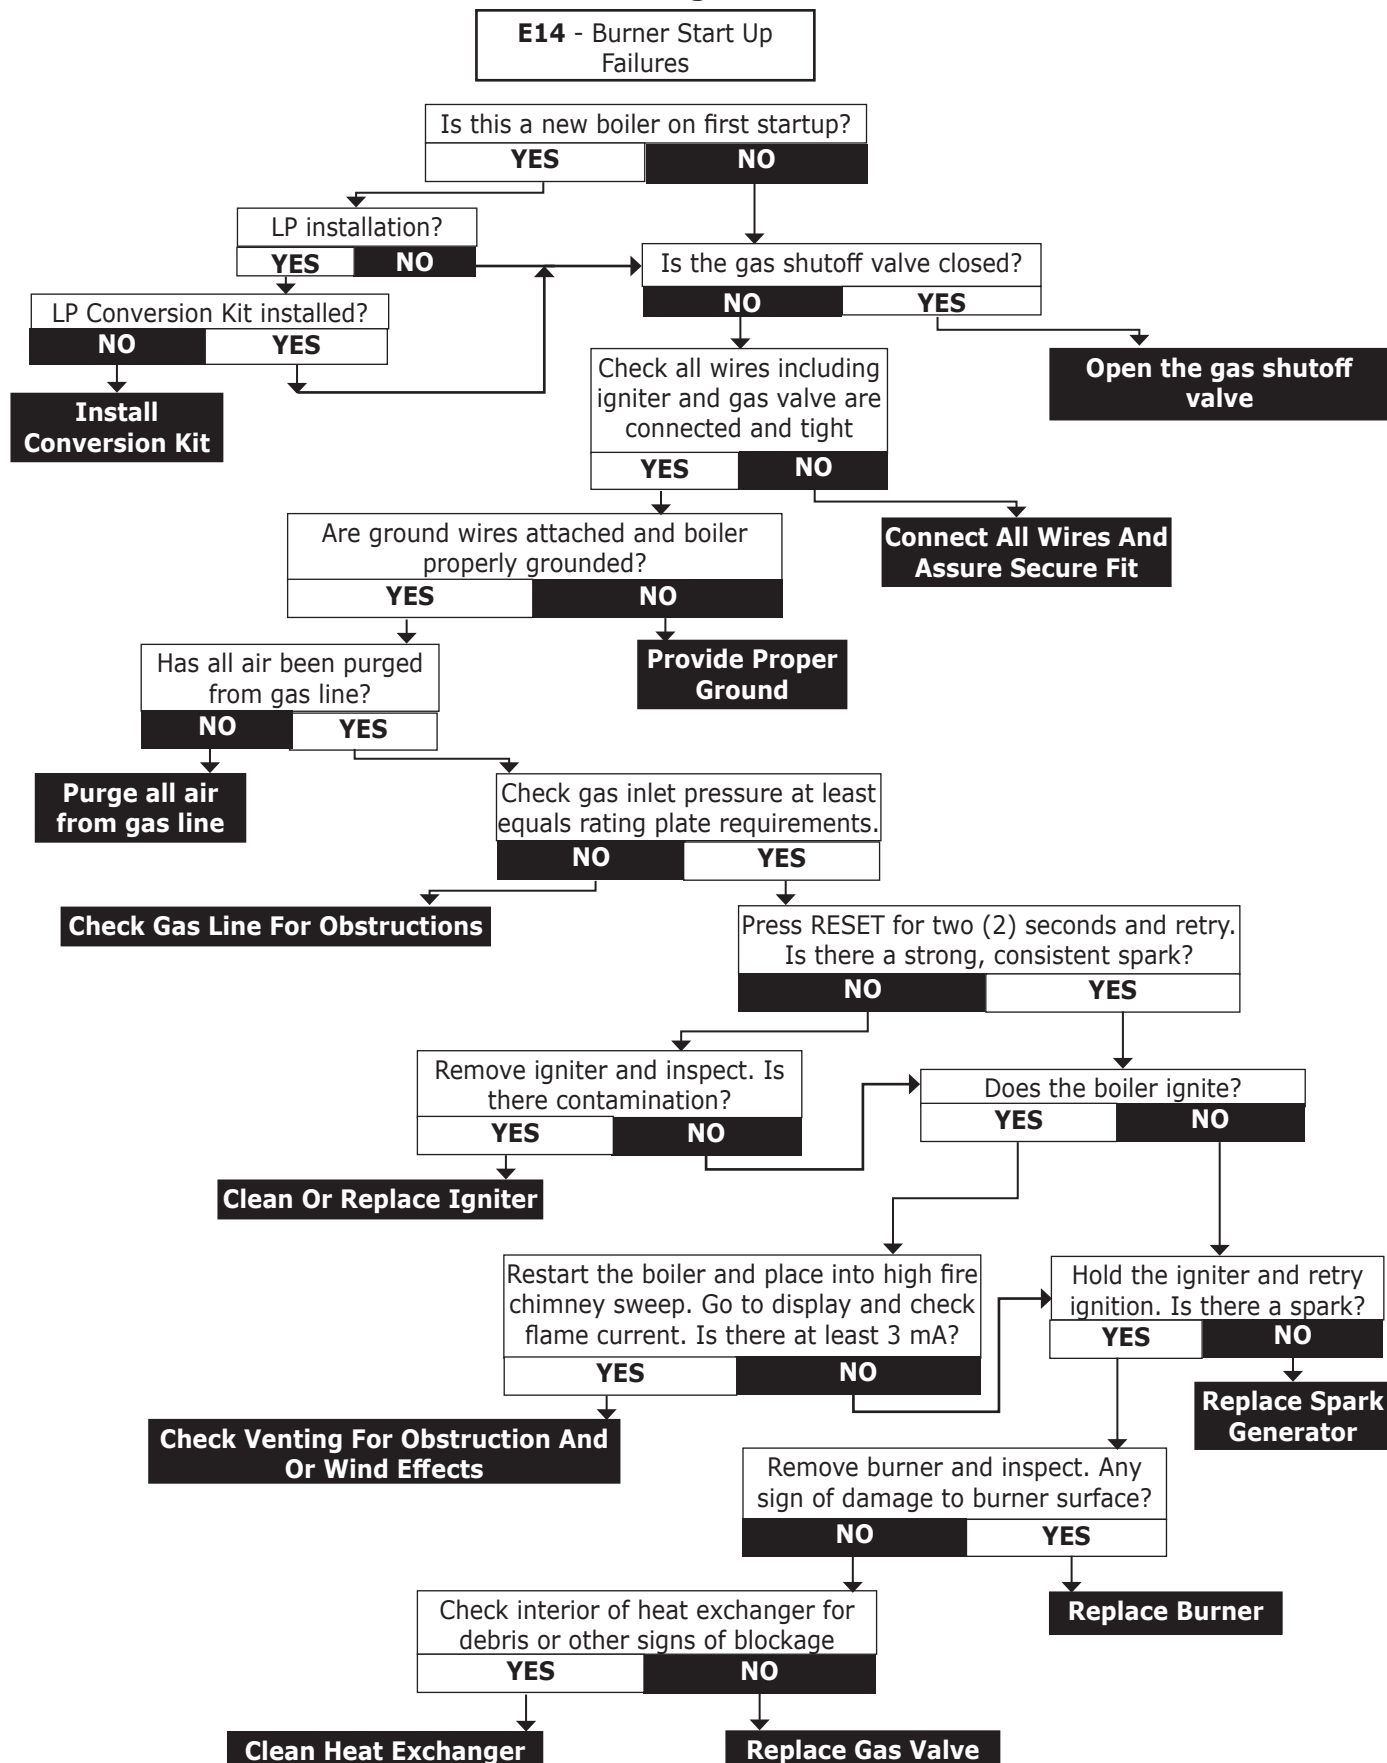 E14 - Burner Start Up
Failures
Is this a new boiler on first startup?
YES
NO
LP installation?
YES
NO
Is the gas shutoff valve closed?
NO
YES
LP Conversion Kit installed?
NO
YES
Install
Conversion Kit
Open the gas shutoff
valve
Check all wires including
igniter and gas valve are
connected and tight
YES
NO
Connect All Wires And
Assure Secure Fit
Are ground wires attached and boiler
properly grounded?
YES
NO
Provide Proper
Ground
Has all air been purged
from gas line?
NO
YES
Purge all air
from gas line
Check gas inlet pressure at least
equals rating plate requirements.
NO
YES
Check Gas Line For Obstructions
Press RESET for two (2) seconds and retry.
Is there a strong, consistent spark?
NO
YES
Remove igniter and inspect. Is
there contamination?
YES
NO
Clean Or Replace Igniter
Does the boiler ignite?
YES
NO
Restart the boiler and place into high fire
chimney sweep. Go to display and check
flame current. Is there at least 3 mA?
YES
NO
Check Venting For Obstruction And
Or Wind Effects
Hold the igniter and retry
ignition. Is there a spark?
YES
NO
Replace Spark
Generator
Remove burner and inspect. Any
sign of damage to burner surface?
NO
YES
Replace Burner
Check interior of heat exchanger for
debris or other signs of blockage
YES
NO
Clean Heat Exchanger
Replace Gas Valve